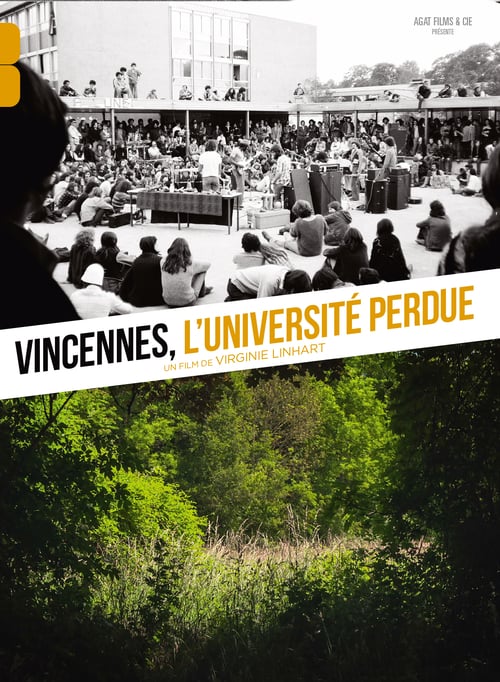 AGAT FILMS & CIE
PRÉSENTE
VINCENNES, L'UNIVERSITÉ PERDUE
UN FILM DE VIRGINIE LINHART